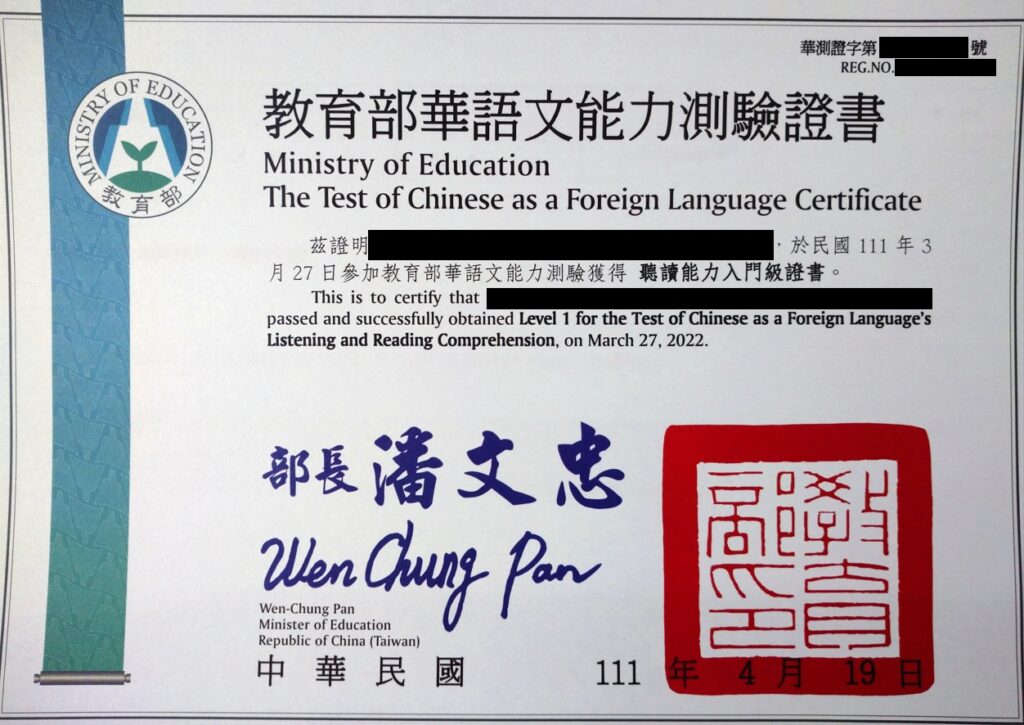 華測證字第 號
REG.NO.
MINISTRY OF EDUCATION
教育部
教育部華語文能力測驗證書
Ministry of Education
The Test of Chinese as a Foreign Language Certificate
茲證明 ，於民國 111 年 3
月 27 日參加教育部華語文能力測驗獲得 聽讀能力入門級證書。
This is to certify that
passed and successfully obtained Level 1 for the Test of Chinese as a Foreign Language's
Listening and Reading Comprehension, on March 27, 2022.
部長 潘文忠
Wen Chung Pan
Wen-Chung Pan
Minister of Education
Republic of China (Taiwan)
教育部印
中華民國 111 年 4 月 19 日